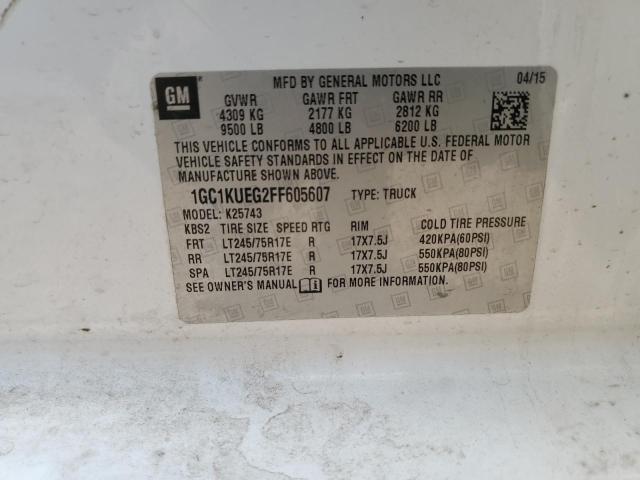 GM
MFD BY GENERAL MOTORS LLC 04/15
GVWR GAWR FRT GAWR RR
4309 KG 2177 KG 2812 KG
9500 LB 4800 LB 6200 LB
THIS VEHICLE CONFORMS TO ALL APPLICABLE U.S. FEDERAL MOTOR
VEHICLE SAFETY STANDARDS IN EFFECT ON THE DATE OF
MANUFACTURE SHOWN ABOVE.
1GC1KUEG2FF605607 TYPE: TRUCK
MODEL: K25743
KBS2 TIRE SIZE SPEED RTG RIM COLD TIRE PRESSURE
FRT LT245/75R17E R 17X7.5J 420KPA(60PSI)
RR LT245/75R17E R 17X7.5J 550KPA(80PSI)
SPA LT245/75R17E R 17X7.5J 550KPA(80PSI)
SEE OWNER'S MANUAL FOR MORE INFORMATION.